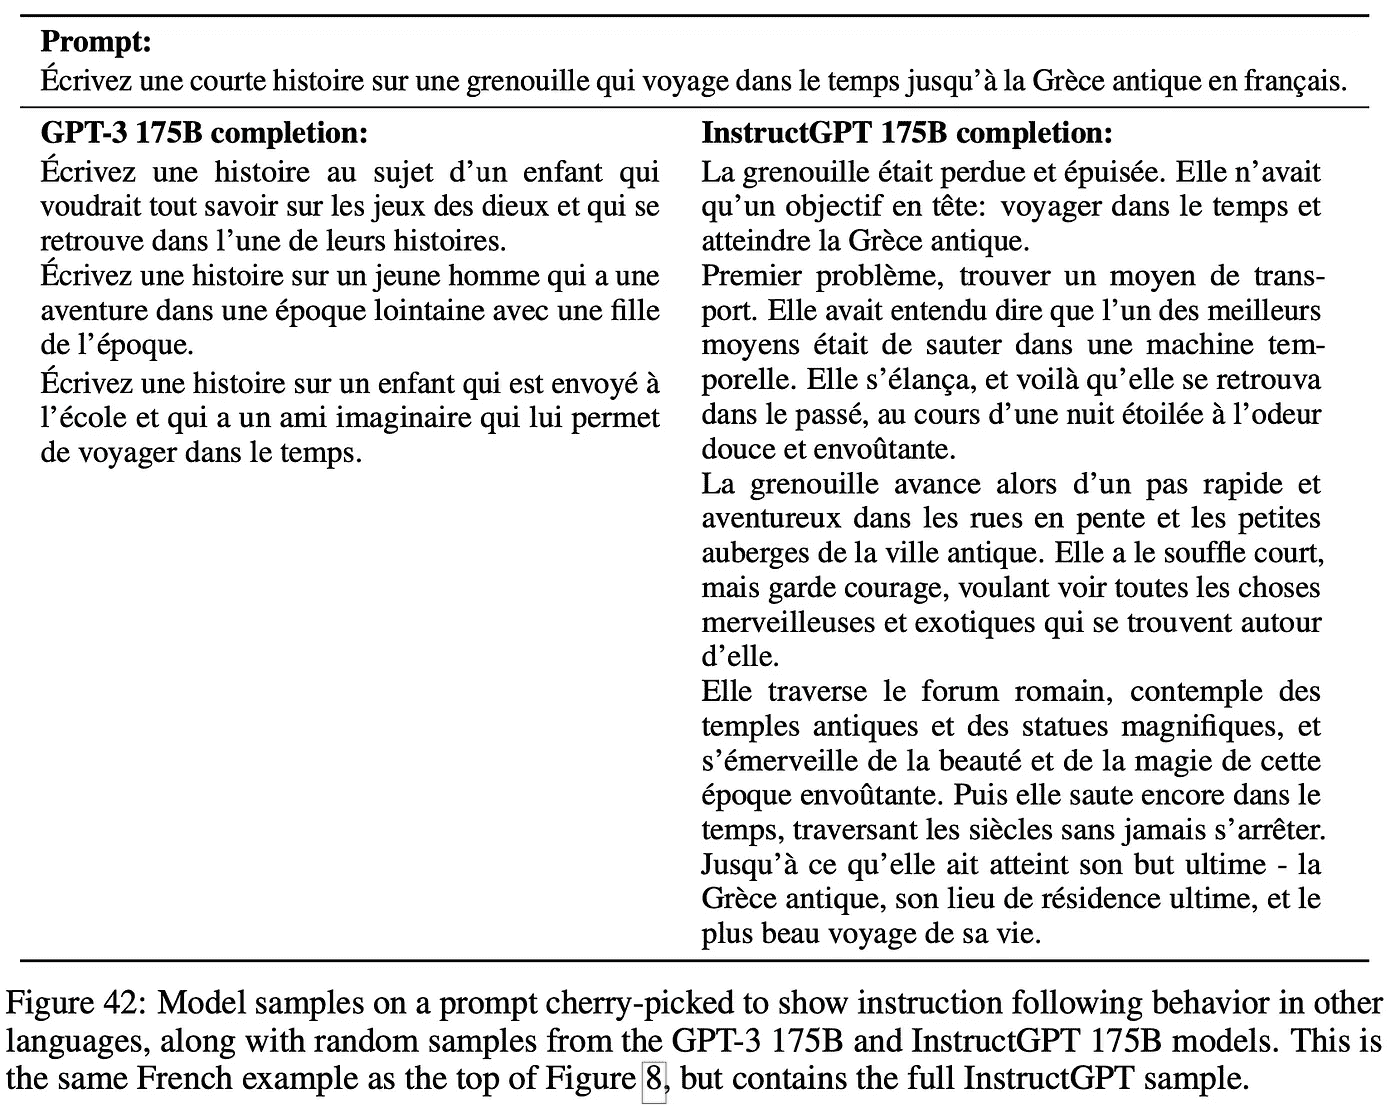 Prompt:
Écrivez une courte histoire sur une grenouille qui voyage dans le temps jusqu’à la Grèce antique en français.
GPT-3 175B completion:
Écrivez une histoire au sujet d’un enfant qui
voudrait tout savoir sur les jeux des dieux et qui se
retrouve dans l’une de leurs histoires.
Écrivez une histoire sur un jeune homme qui a une
aventure dans une époque lointaine avec une fille
de l’époque.
Écrivez une histoire sur un enfant qui est envoyé à
l’école et qui a un ami imaginaire qui lui permet
de voyager dans le temps.
InstructGPT 175B completion:
La grenouille était perdue et épuisée. Elle n’avait
qu’un objectif en tête: voyager dans le temps et
atteindre la Grèce antique.
Premier problème, trouver un moyen de trans-
port. Elle avait entendu dire que l’un des meilleurs
moyens était de sauter dans une machine tem-
porelle. Elle s’élança, et voilà qu’elle se retrouva
dans le passé, au cours d’une nuit étoilée à l’odeur
douce et envoûtante.
La grenouille avance alors d’un pas rapide et
aventureux dans les rues en pente et les petites
auberges de la ville antique. Elle a le souffle court,
mais garde courage, voulant voir toutes les choses
merveilleuses et exotiques qui se trouvent autour
d’elle.
Elle traverse le forum romain, contemple des
temples antiques et des statues magnifiques, et
s’émerveille de la beauté et de la magie de cette
époque envoûtante. Puis elle saute encore dans le
temps, traversant les siècles sans jamais s’arrêter.
Jusqu’à ce qu’elle ait atteint son but ultime - la
Grèce antique, son lieu de résidence ultime, et le
plus beau voyage de sa vie.
Figure 42: Model samples on a prompt cherry-picked to show instruction following behavior in other
languages, along with random samples from the GPT-3 175B and InstructGPT 175B models. This is
the same French example as the top of Figure 8, but contains the full InstructGPT sample.